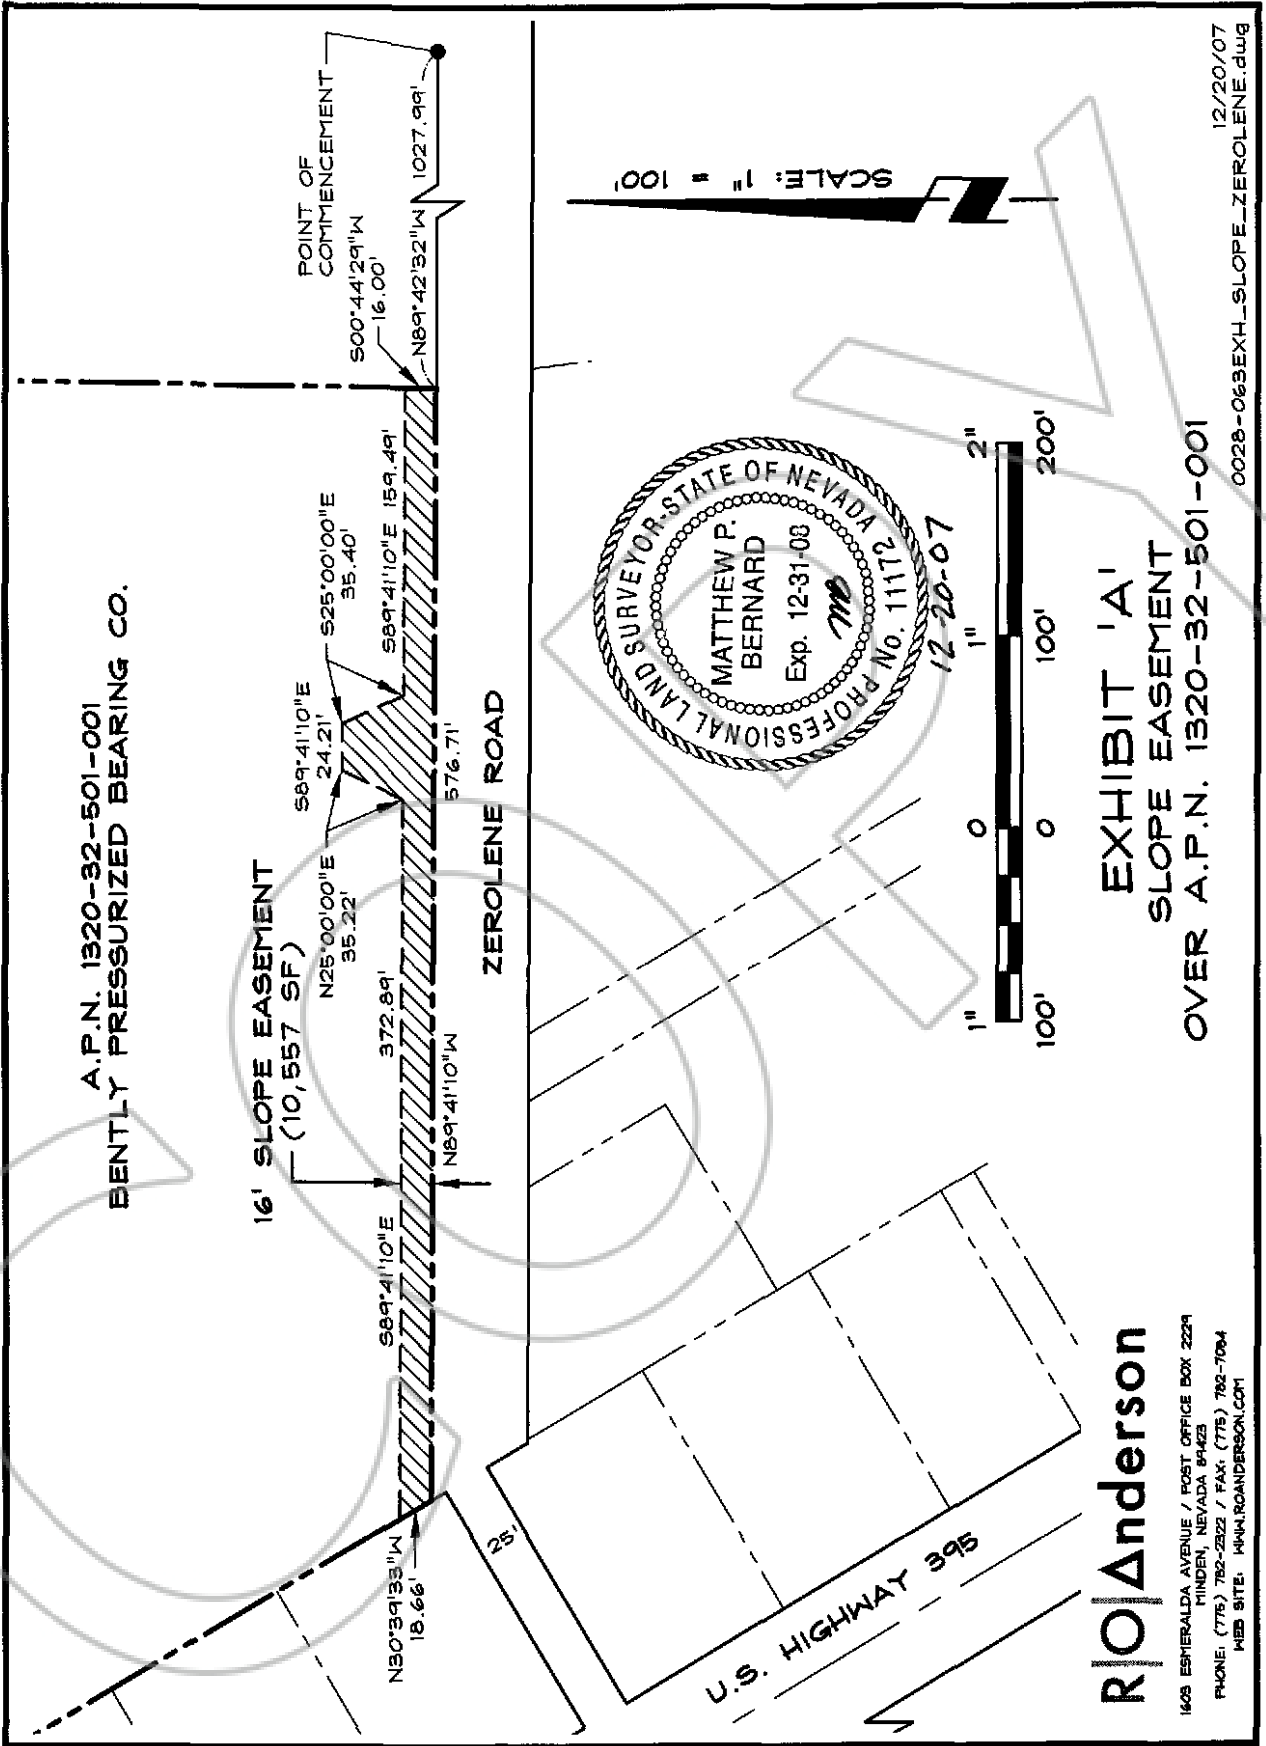 A.P.N. 1320-32-501-001
BENTLY PRESSURIZED BEARING CO.
16' SLOPE EASEMENT
(10,557 SF)
POINT OF
COMMENCEMENT
S00°44'29"W
16.00'
N89°42'32"W 1027.99'
S89°41'10"E
24.21'
S25°00'00"E
35.40'
N25°00'00"E
35.22'
S89°41'10"E 159.49'
S89°41'10"E 372.89'
N30°39'33"W
18.66'
N89°41'10"W 576.71'
ZEROLENE ROAD
25'
U.S. HIGHWAY 395
SCALE: 1" = 100'
PROFESSIONAL LAND SURVEYOR-STATE OF NEVADA
MATTHEW P.
BERNARD
Exp. 12-31-08
No. 11172
12-20-07
1" 0 1" 2"
100' 0 100' 200'
EXHIBIT 'A'
SLOPE EASEMENT
OVER A.P.N. 1320-32-501-001
R|O|Anderson
1603 ESMERALDA AVENUE / POST OFFICE BOX 2229
MINDEN, NEVADA 89423
PHONE: (775) 782-2322 / FAX: (775) 782-7084
WEB SITE: WWW.ROANDERSON.COM
12/20/07
0028-063EXH_SLOPE_ZEROLENE.dwg
COPY